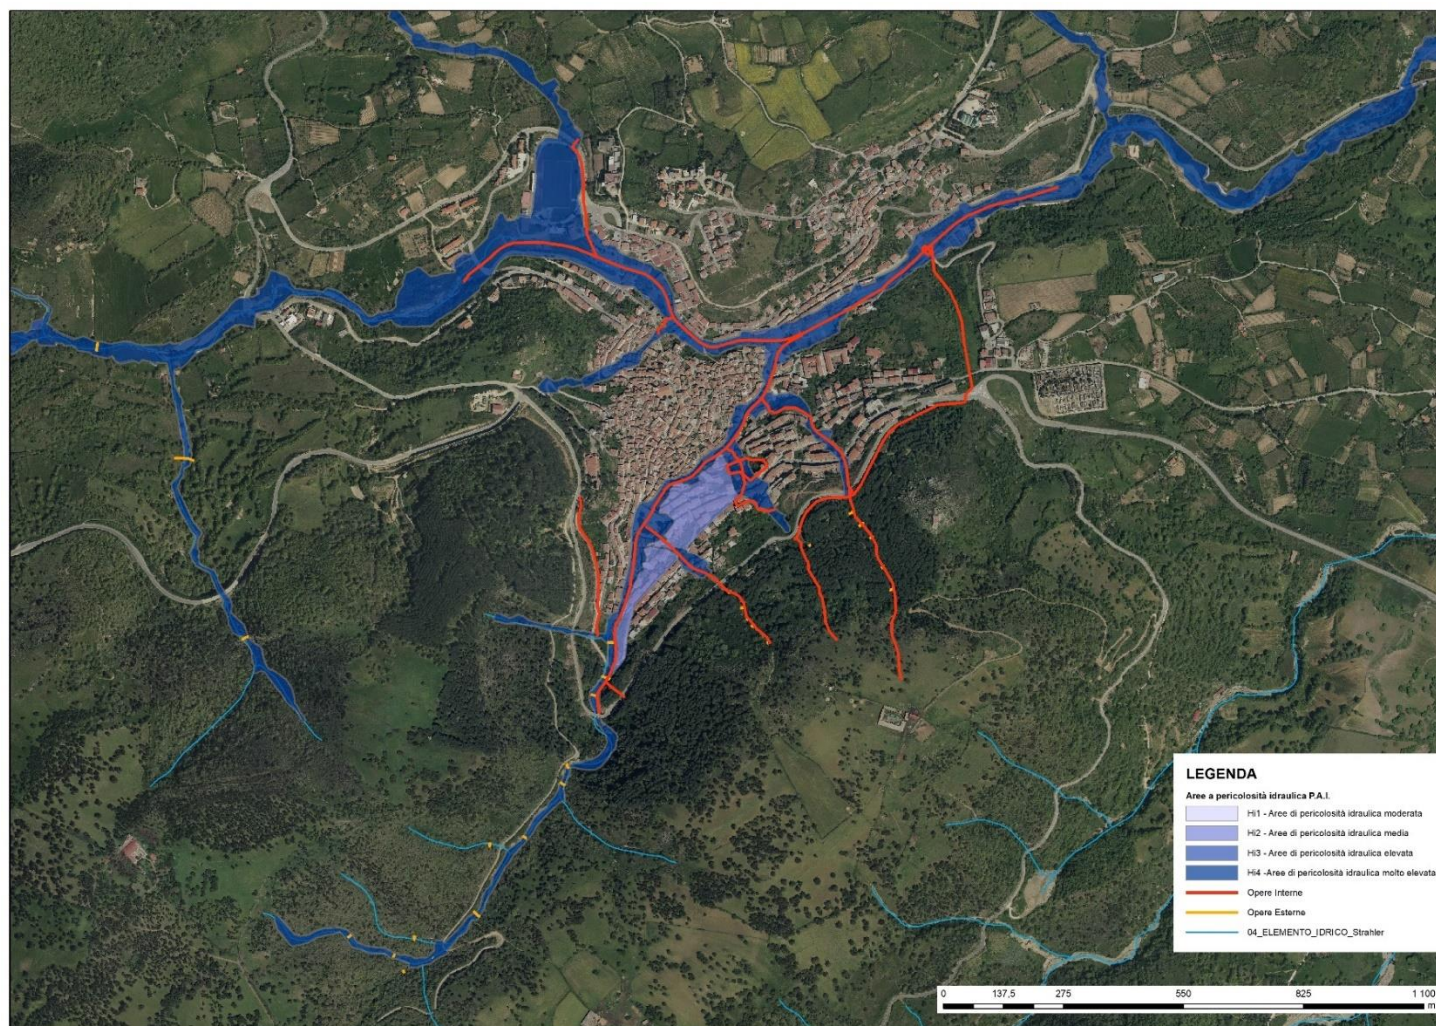 LEGENDA
Aree a pericolosità idraulica P.A.I.
Hi1 - Aree di pericolosità idraulica moderata
Hi2 - Aree di pericolosità idraulica media
Hi3 - Aree di pericolosità idraulica elevata
Hi4 -Aree di pericolosità idraulica molto elevata
Opere Interne
Opere Esterne
04_ELEMENTO_IDRICO_Strahler
0 137,5 275 550 825 1 100
m